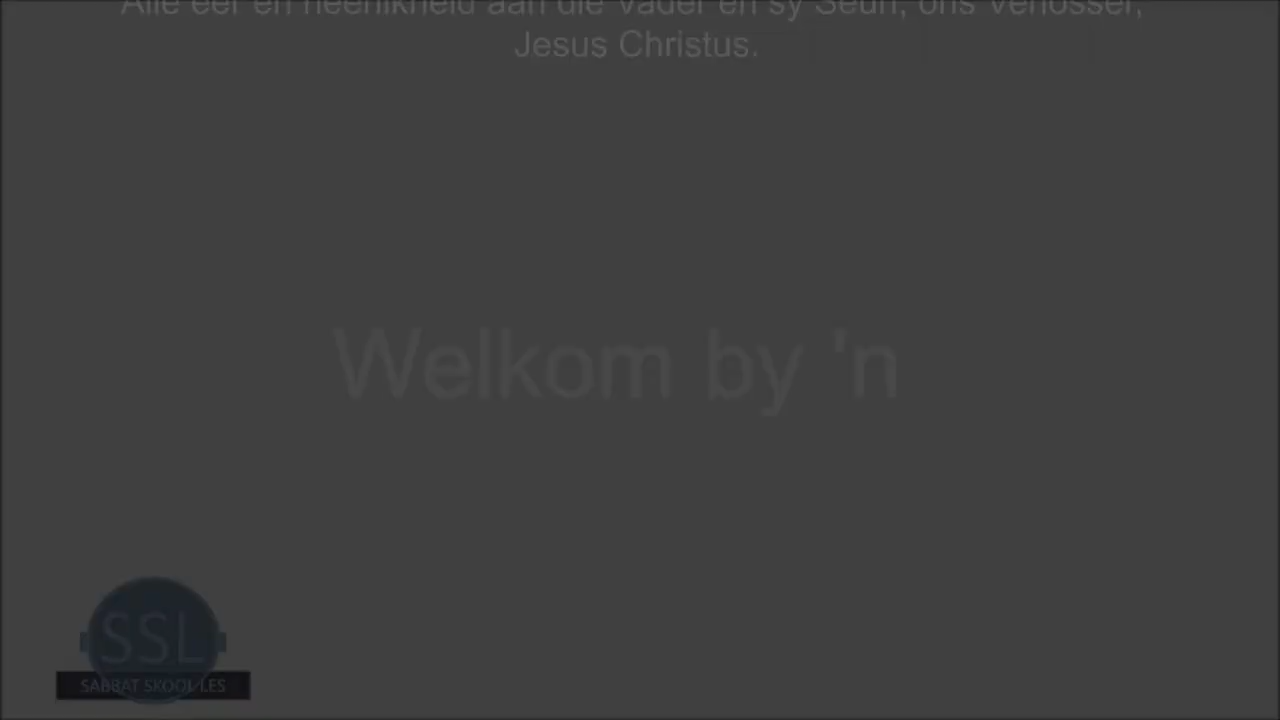 Alle eer en heerlikheid aan die Vader en sy Seun, ons Verlosser,
Jesus Christus.
Welkom by 'n
SSL
SABBAT SKOOL LES